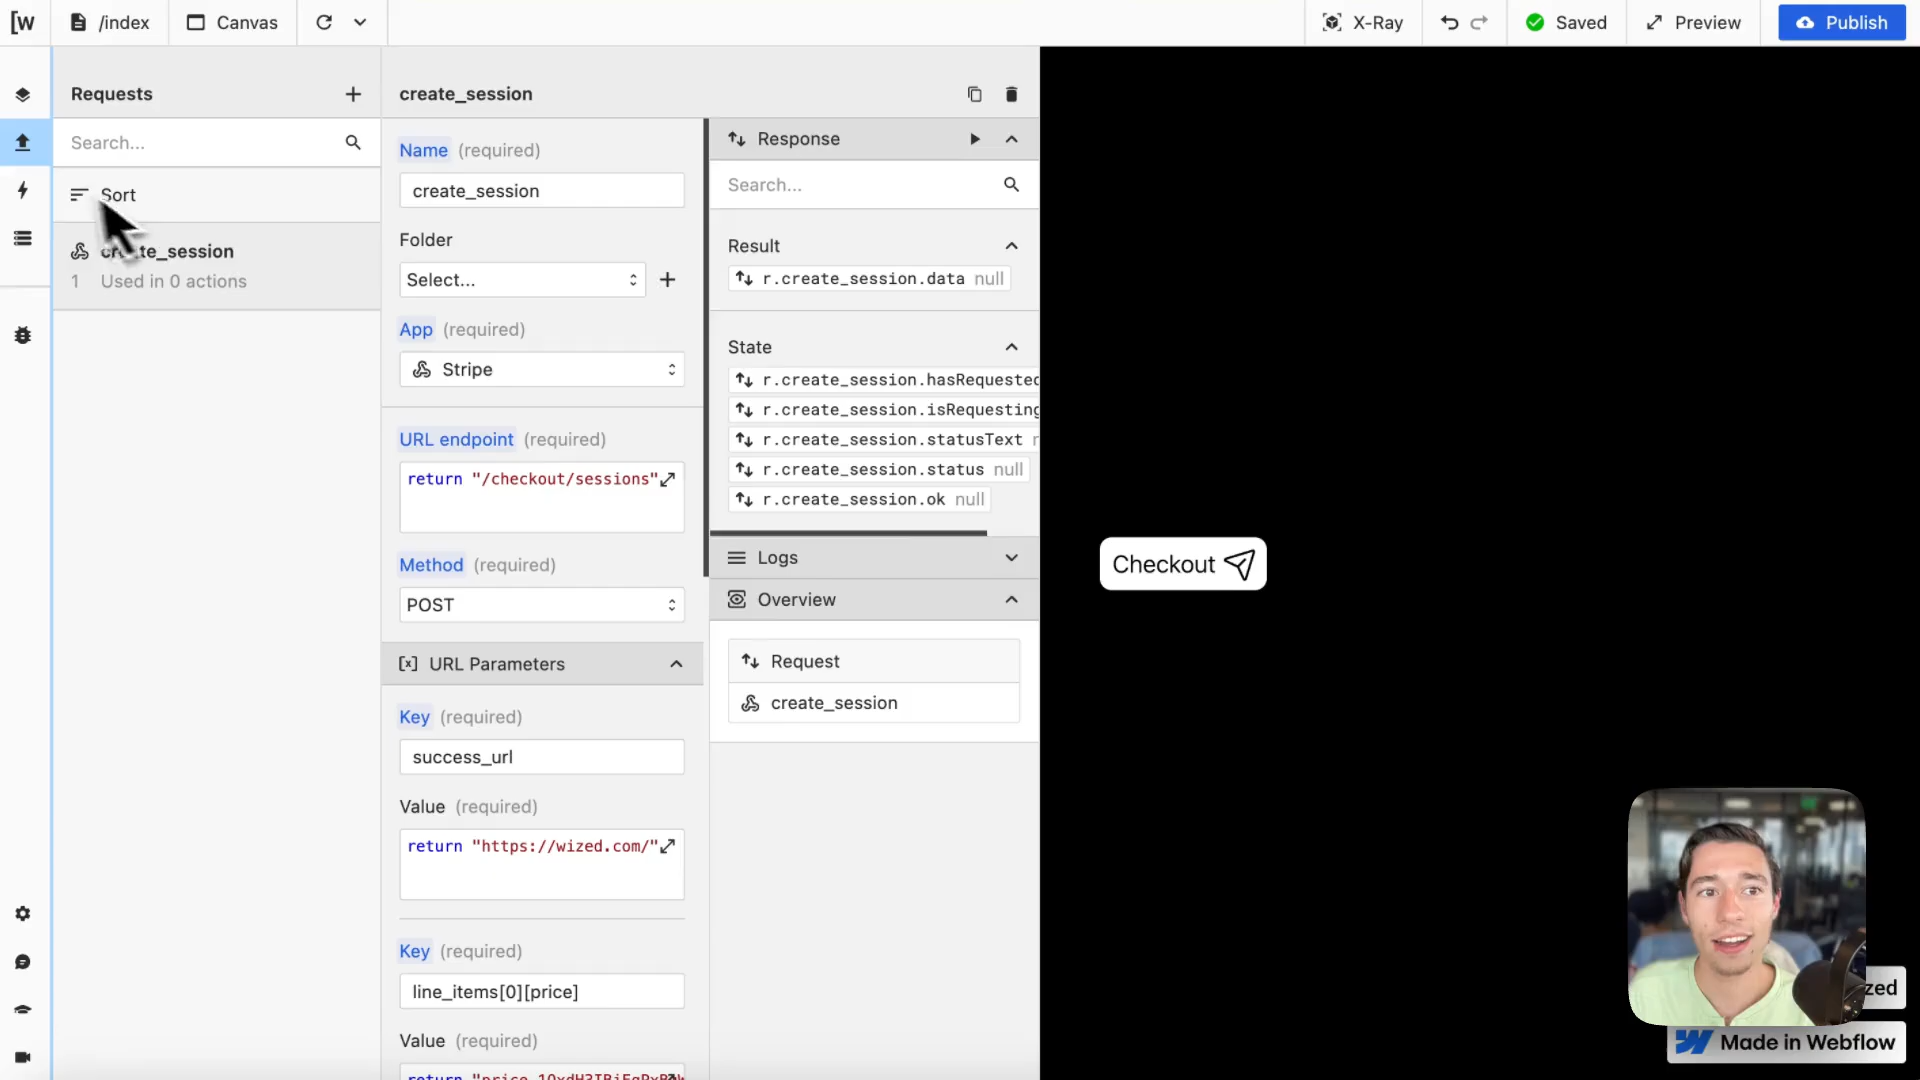 [w
/index
Canvas
X-Ray
Saved
Preview
Publish
Requests
Search...
Sort
create_session
1 Used in 0 actions
create_session
Name (required)
create_session
Folder
Select...
App (required)
Stripe
URL endpoint (required)
return "/checkout/sessions"
Method (required)
POST
[x] URL Parameters
Key (required)
success_url
Value (required)
return "https://wized.com/"
Key (required)
line_items[0][price]
Value (required)
Response
Search...
Result
r.create_session.data null
State
r.create_session.hasRequested
r.create_session.isRequesting
r.create_session.statusText
r.create_session.status null
r.create_session.ok null
Logs
Overview
Request
create_session
Checkout
zed
Made in Webflow